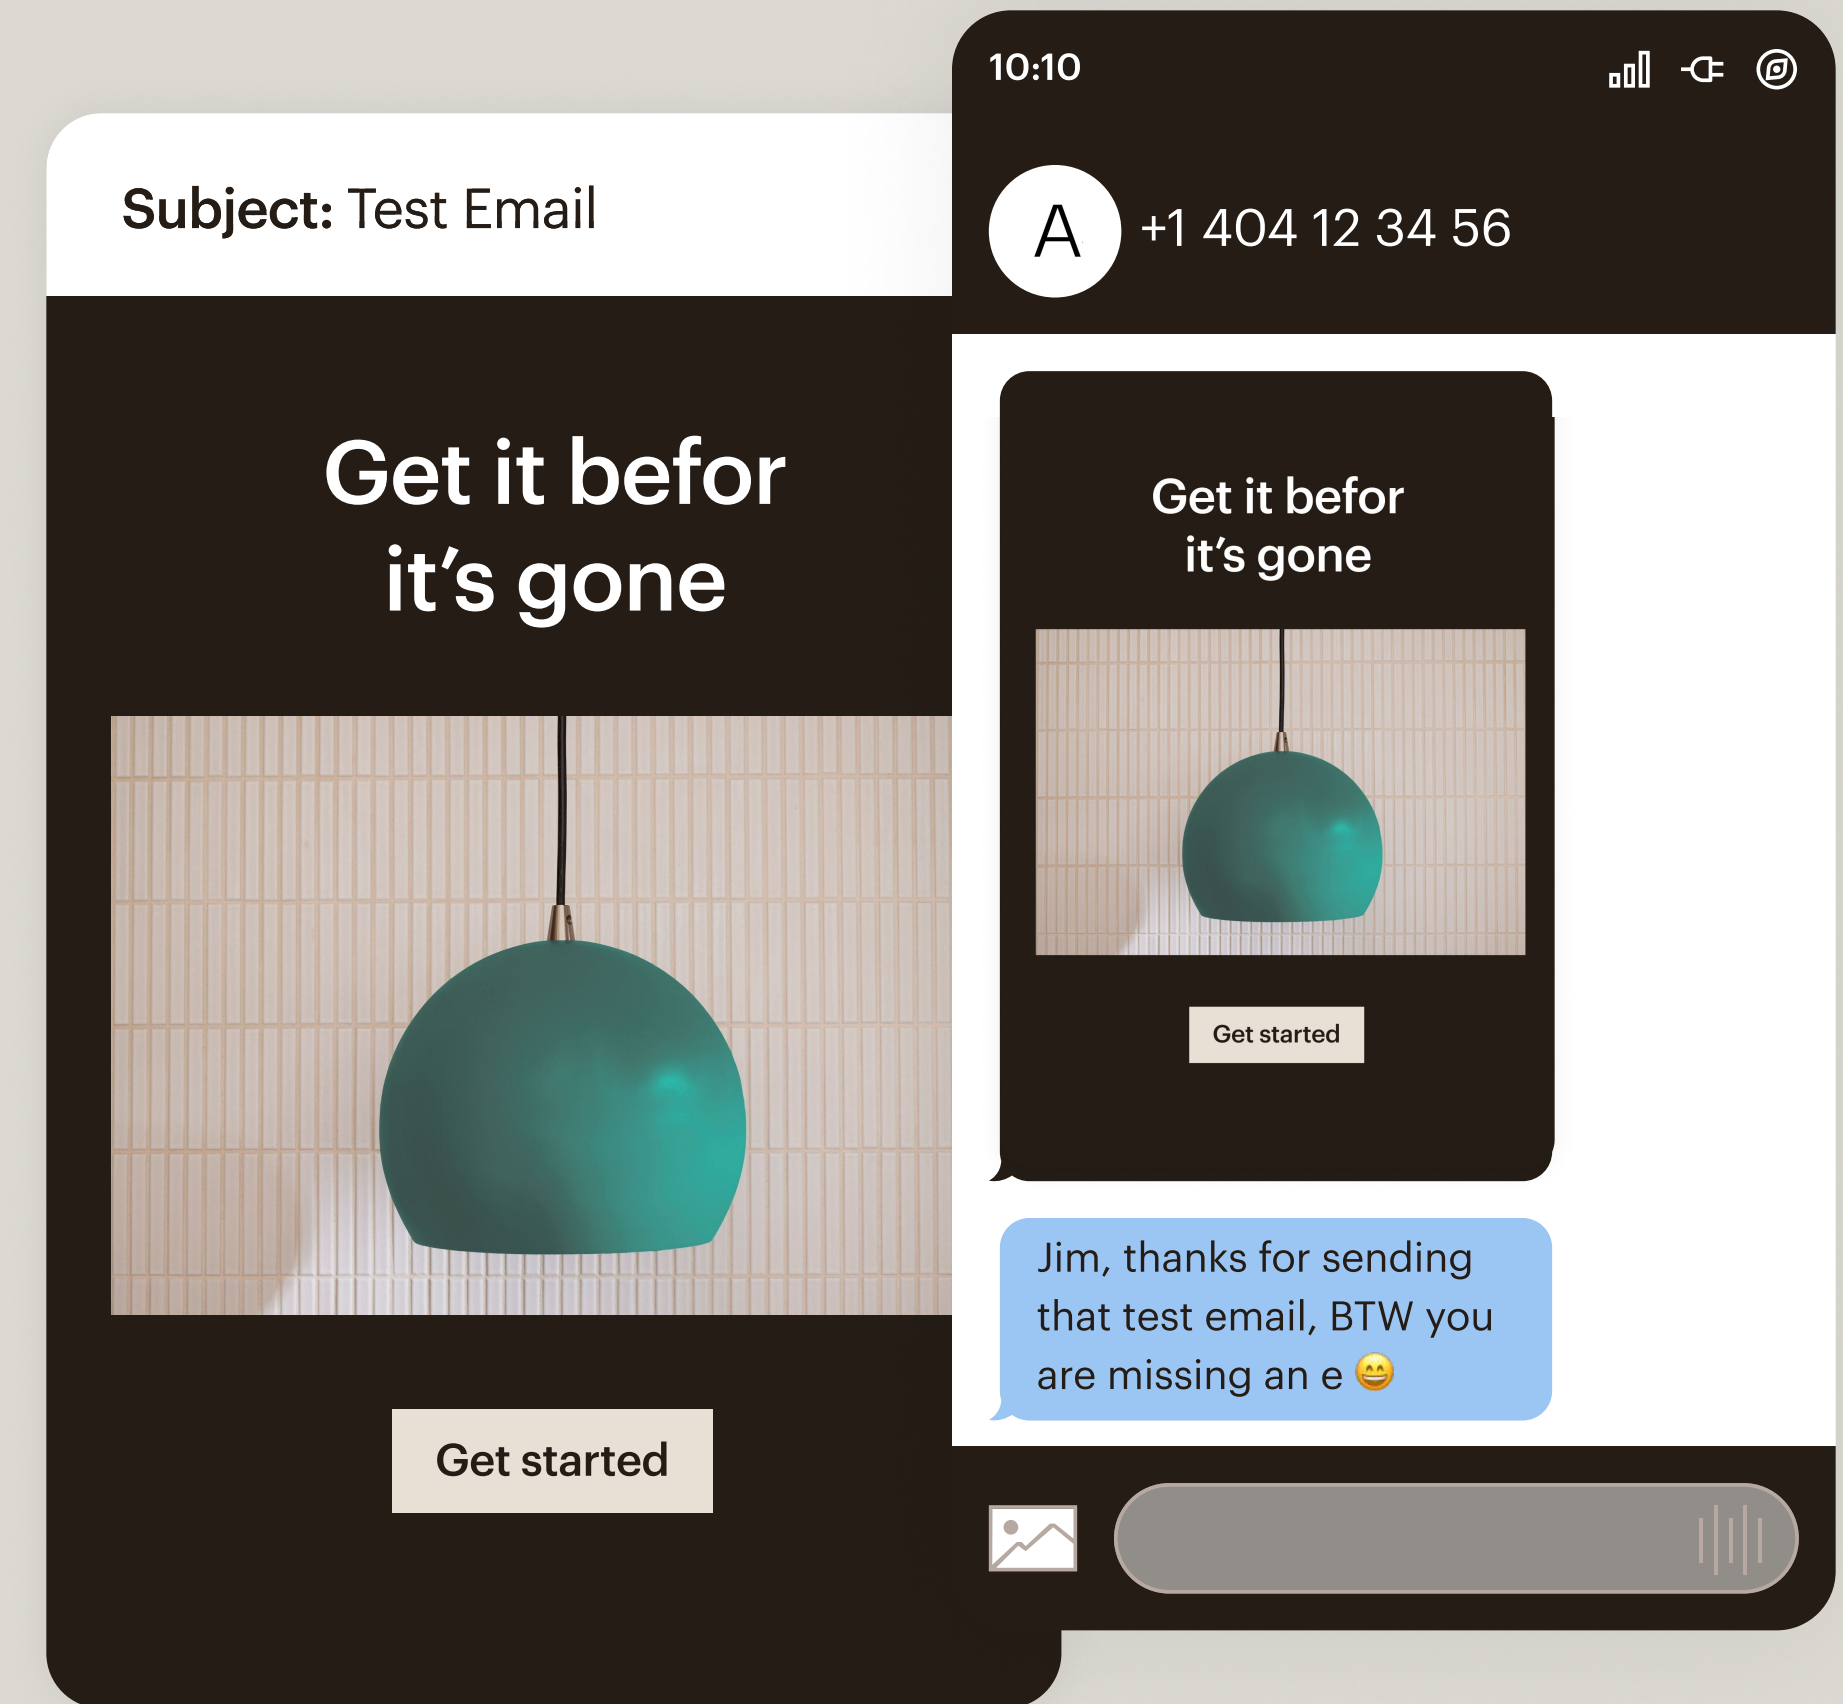 Subject: Test Email
Get it befor
it’s gone
Get started
10:10
A
+1 404 12 34 56
Get it befor
it’s gone
Get started
Jim, thanks for sending
that test email, BTW you
are missing an e 😄